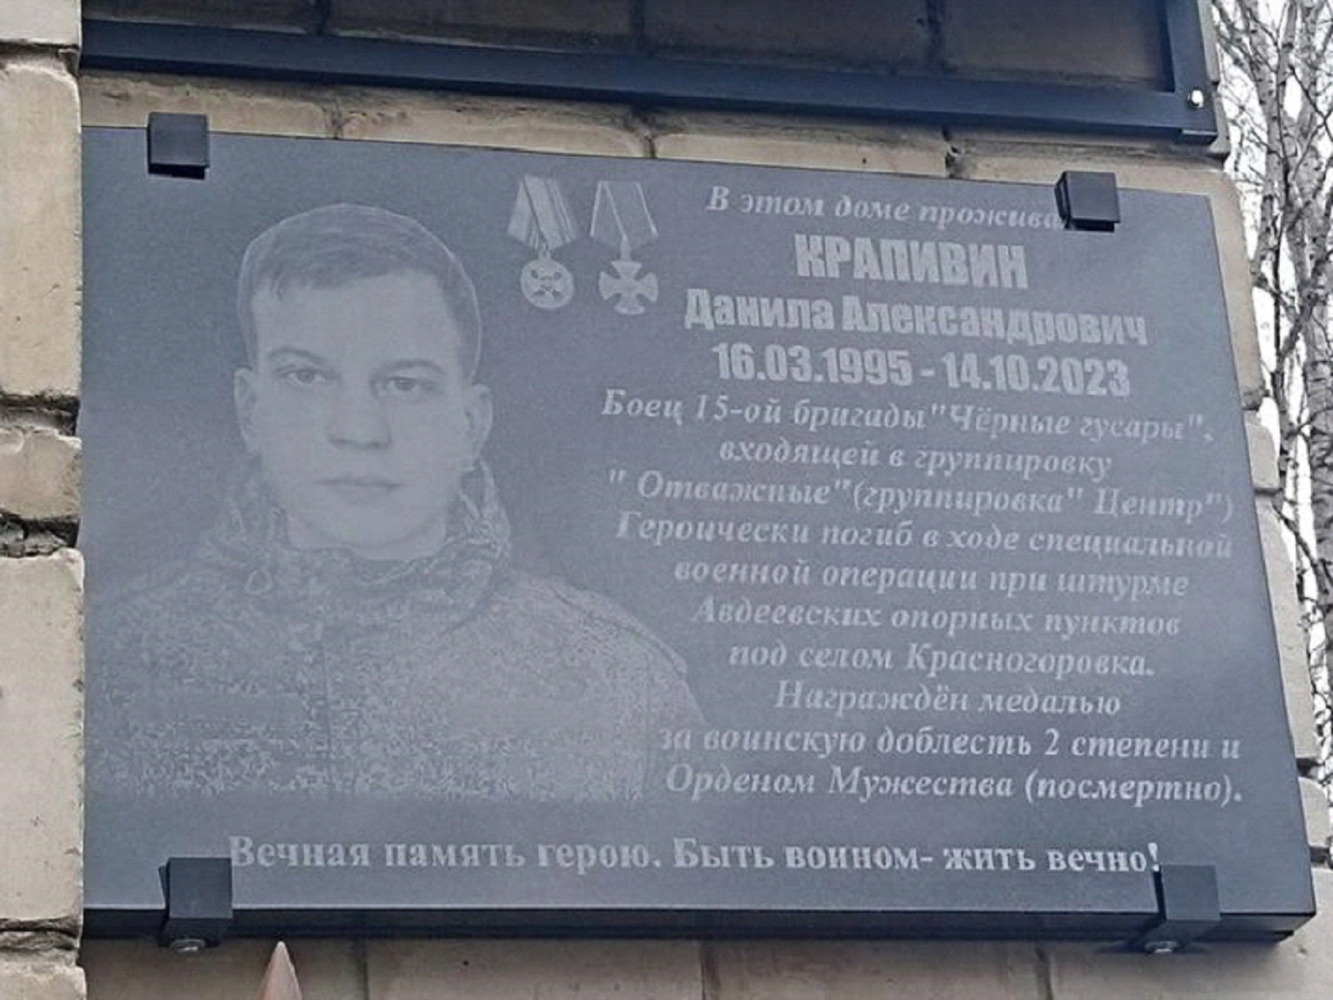 В этом доме прожива
КРАПИВИН
Данила Александрович
16.03.1995 - 14.10.2023
Боец 15-ой бригады "Чёрные гусары",
входящей в группировку
" Отважные"(группировка" Центр")
Героически погиб в ходе специальной
военной операции при штурме
Авдеевских опорных пунктов
под селом Красногоровка.
Награждён медалью
за воинскую доблесть 2 степени и
Орденом Мужества (посмертно).
Вечная память герою. Быть воином- жить вечно!